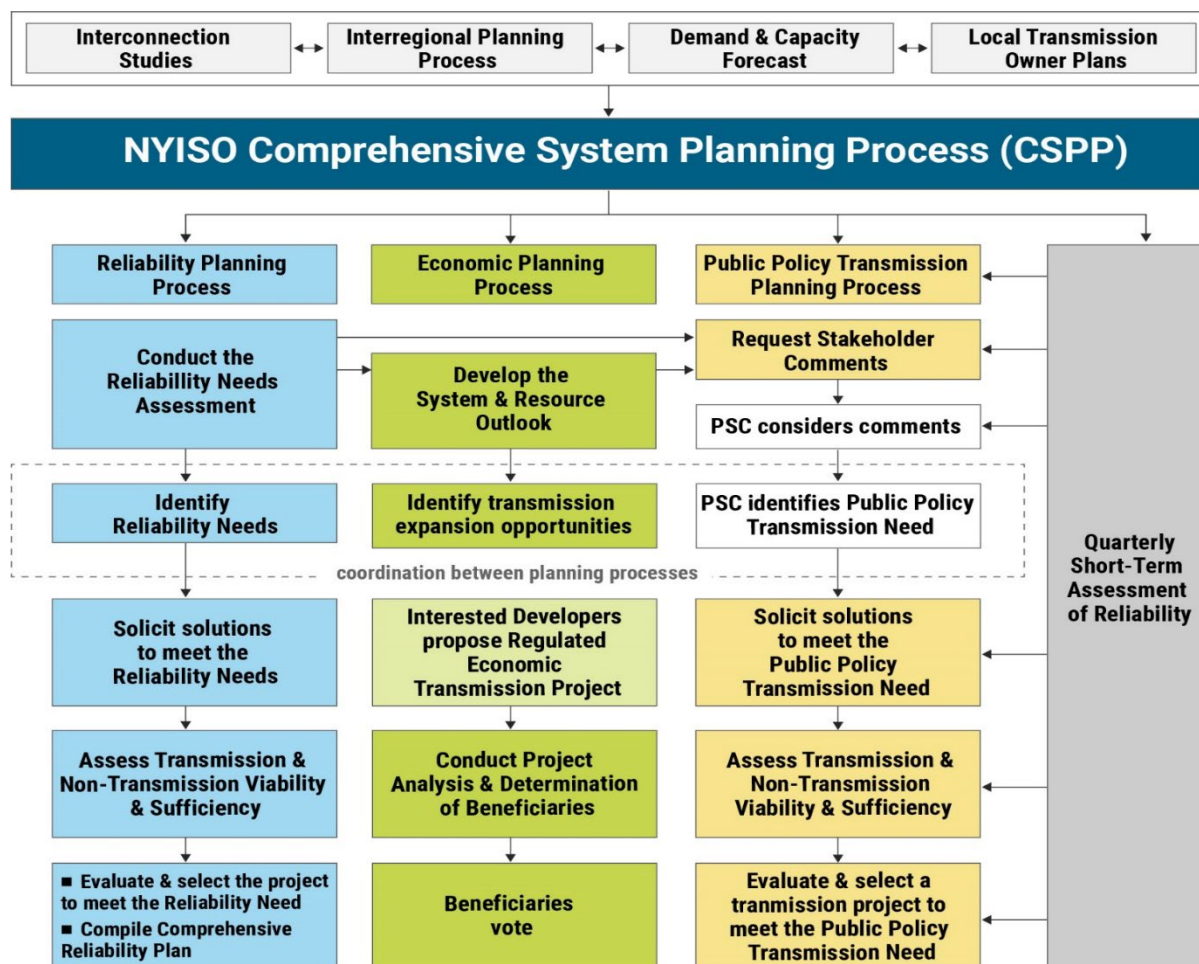 Interconnection
Studies
Interregional Planning
Process
Demand & Capacity
Forecast
Local Transmission
Owner Plans
NYISO Comprehensive System Planning Process (CSPP)
Reliability Planning
Process
Economic Planning
Process
Public Policy Transmission
Planning Process
Conduct the
Reliabillity Needs
Assessment
Develop the
System & Resource
Outlook
Request Stakeholder
Comments
PSC considers comments
Identify
Reliability Needs
Identify transmission
expansion opportunities
PSC identifies Public Policy
Transmission Need
coordination between planning processes
Quarterly
Short-Term
Assessment
of Reliability
Solicit solutions
to meet the
Reliability Needs
Interested Developers
propose Regulated
Economic
Transmission Project
Solicit solutions
to meet the
Public Policy
Transmission Need
Assess Transmission &
Non-Transmission Viability
& Sufficiency
Conduct Project
Analysis & Determination
of Beneficiaries
Assess Transmission &
Non-Transmission
Viability & Sufficiency
■ Evaluate & select the project
to meet the Reliability Need
■ Compile Comprehensive
Reliability Plan
Beneficiaries
vote
Evaluate & select a
tranmission project to
meet the Public Policy
Transmission Need